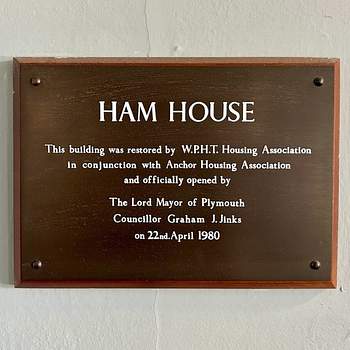 HAM HOUSE
This building was restored by W.P.H.T. Housing Association
in conjunction with Anchor Housing Association
and officially opened by
The Lord Mayor of Plymouth
Councillor Graham J. Jinks
on 22nd. April 1980